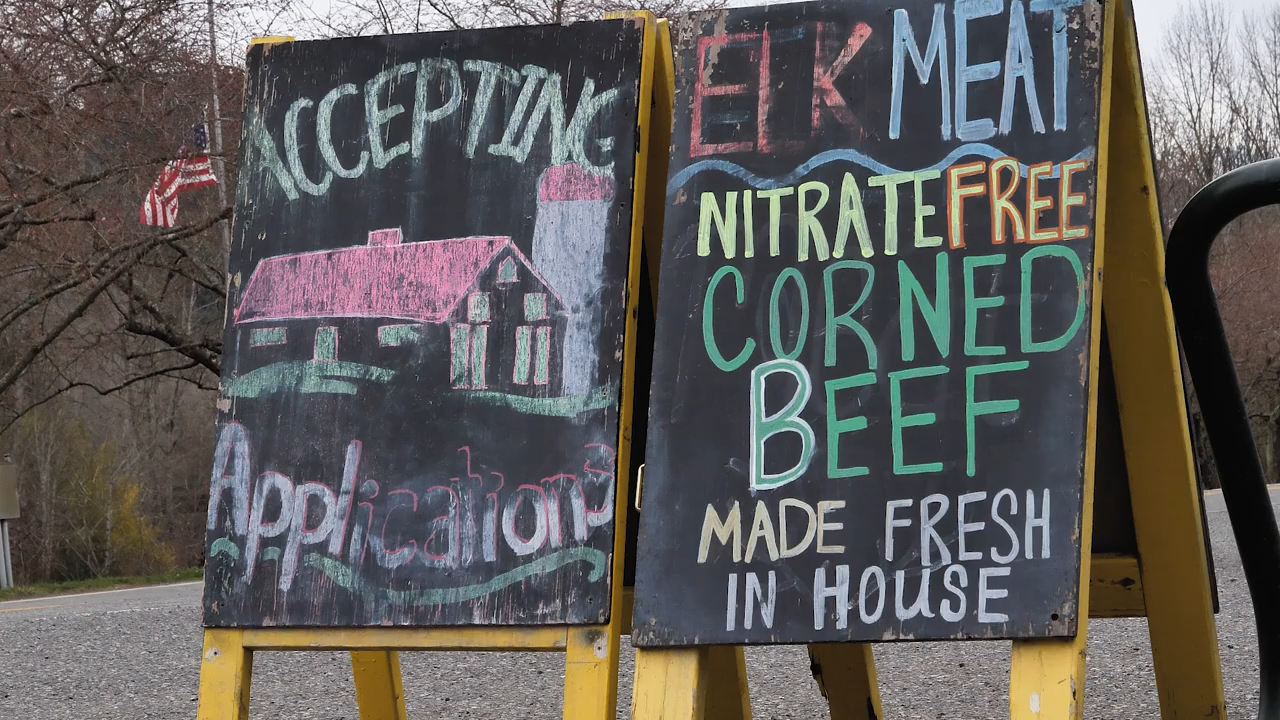 ACCEPTING
Applications
ELK MEAT
NITRATE FREE
CORNED
BEEF
MADE FRESH
IN HOUSE